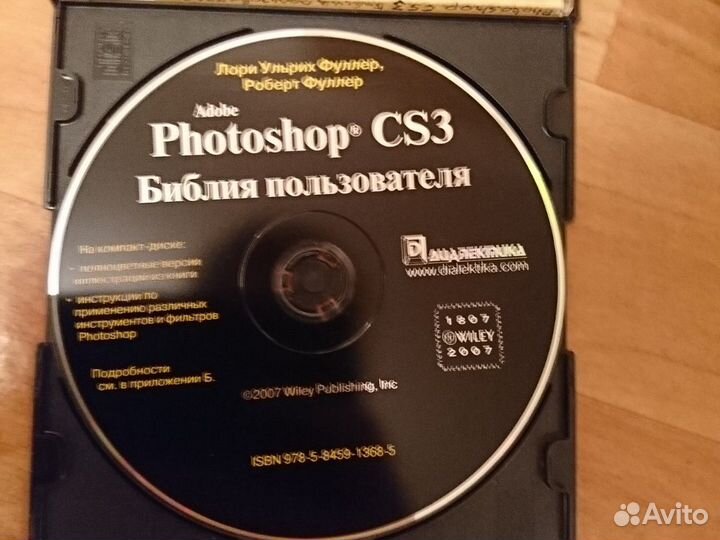 Photoshop CS3
Лори Ульрих Фуллер,
Роберт Фуллер
Adobe
Photoshop® CS3
Библия пользователя
На компакт-диске:
- полноцветные версии
иллюстраций из книги
- инструкции по
применению различных
инструментов и фильтров
Photoshop
Подробности
см. в приложении Б.
ДИАЛЕКТИКА
www.dialektika.com
1807
WILEY
2007
©2007 Wiley Publishing, Inc
ISBN 978-5-8459-1368-5
Avito